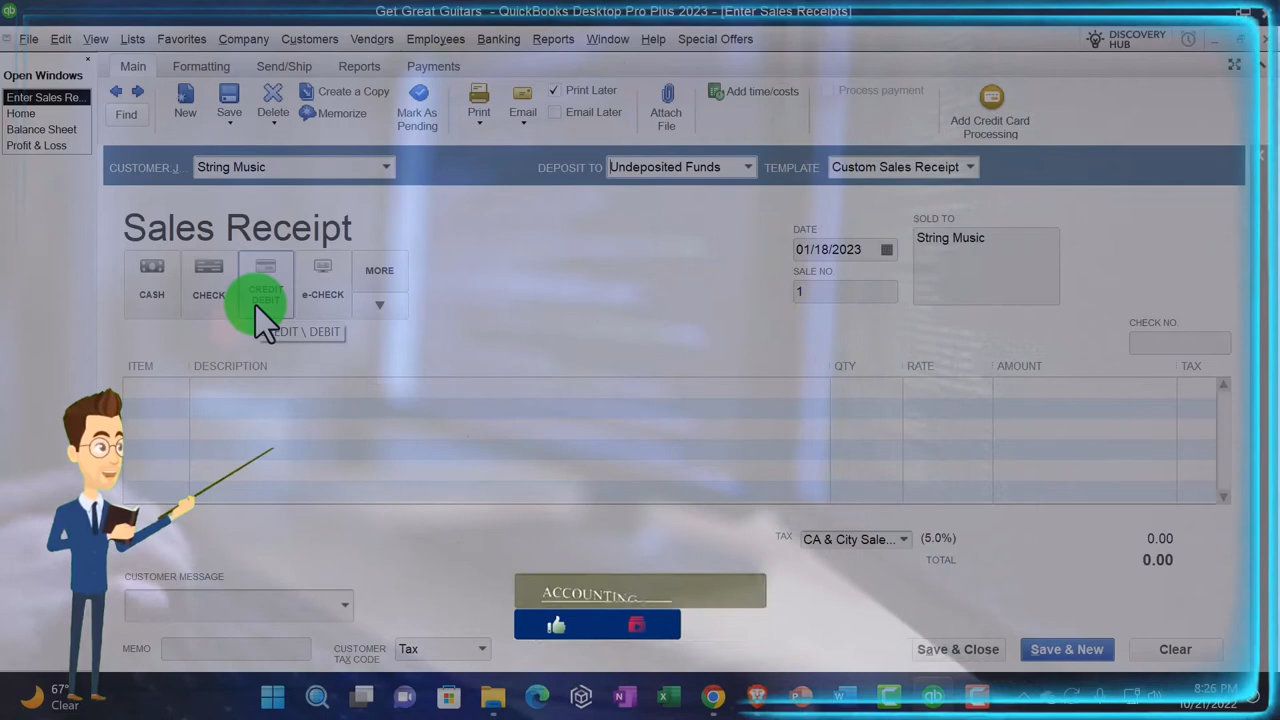 Get Great Guitars - QuickBooks Desktop Pro Plus 2023 - [Enter Sales Receipts]
File Edit View Lists Favorites Company Customers Vendors Employees Banking Reports Window Help Special Offers
DISCOVERY HUB
Open Windows
Enter Sales Re...
Home
Balance Sheet
Profit & Loss
Main Formatting Send/Ship Reports Payments
Find
New
Save
Delete
Create a Copy
Memorize
Mark As
Pending
Print
Email
Print Later
Email Later
Attach
File
Add time/costs
Process payment
Add Credit Card
Processing
CUSTOMER:J... String Music
DEPOSIT TO Undeposited Funds
TEMPLATE Custom Sales Receipt
Sales Receipt
CASH
CHECK
CREDIT
DEBIT
e-CHECK
MORE
EDIT \ DEBIT
DATE
01/18/2023
SALE NO
1
SOLD TO
String Music
CHECK NO.
ITEM DESCRIPTION QTY RATE AMOUNT TAX
TAX CA & City Sale... (5.0%) 0.00
TOTAL 0.00
CUSTOMER MESSAGE
ACCOUNTING
MEMO
CUSTOMER
TAX CODE
Tax
Save & Close
Save & New
Clear
67°
Clear
8:26 PM
10/21/2022